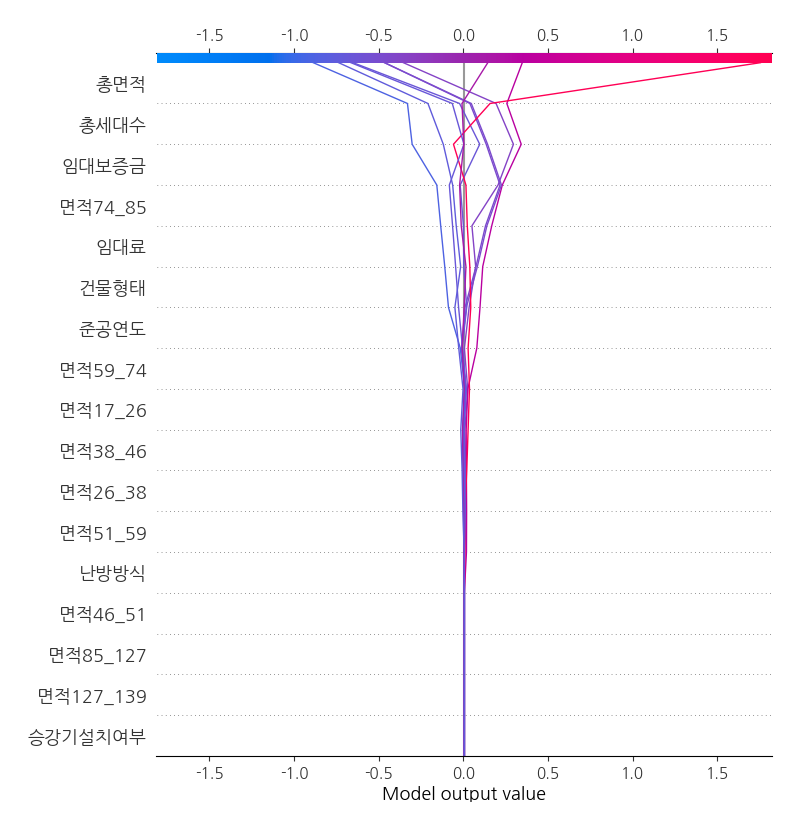 -1.5 -1.0 -0.5 0.0 0.5 1.0 1.5
총면적
총세대수
임대보증금
면적74_85
임대료
건물형태
준공연도
면적59_74
면적17_26
면적38_46
면적26_38
면적51_59
난방방식
면적46_51
면적85_127
면적127_139
승강기설치여부
-1.5 -1.0 -0.5 0.0 0.5 1.0 1.5
Model output value